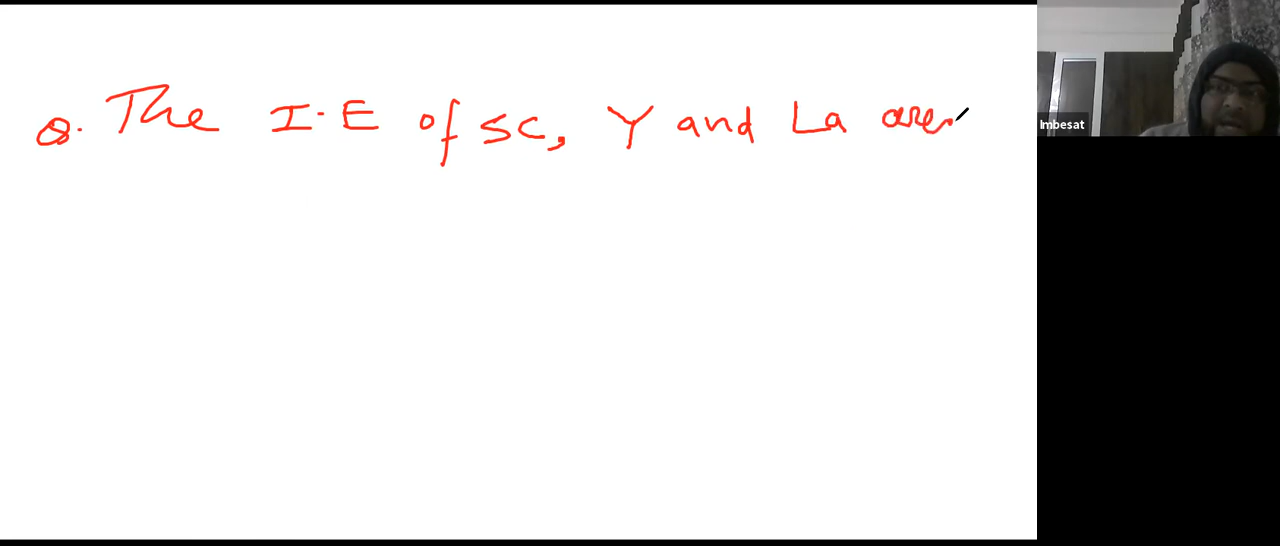 Q. The I.E of SC, Y and La are
Imbesat